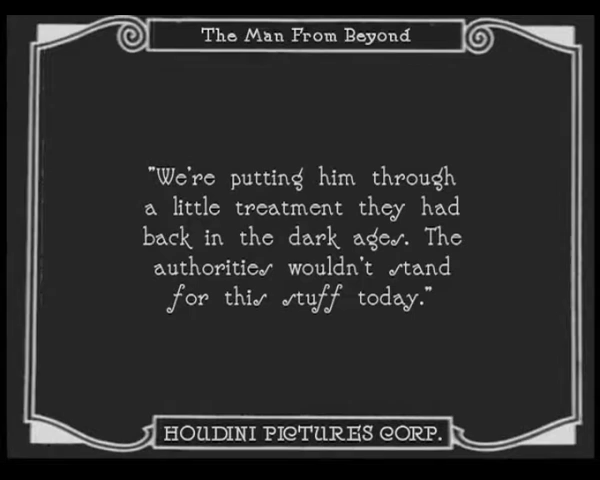 The Man From Beyond
"We're putting him through
a little treatment they had
back in the dark ages. The
authorities wouldn't stand
for this stuff today."
HOUDINI PICTURES CORP.